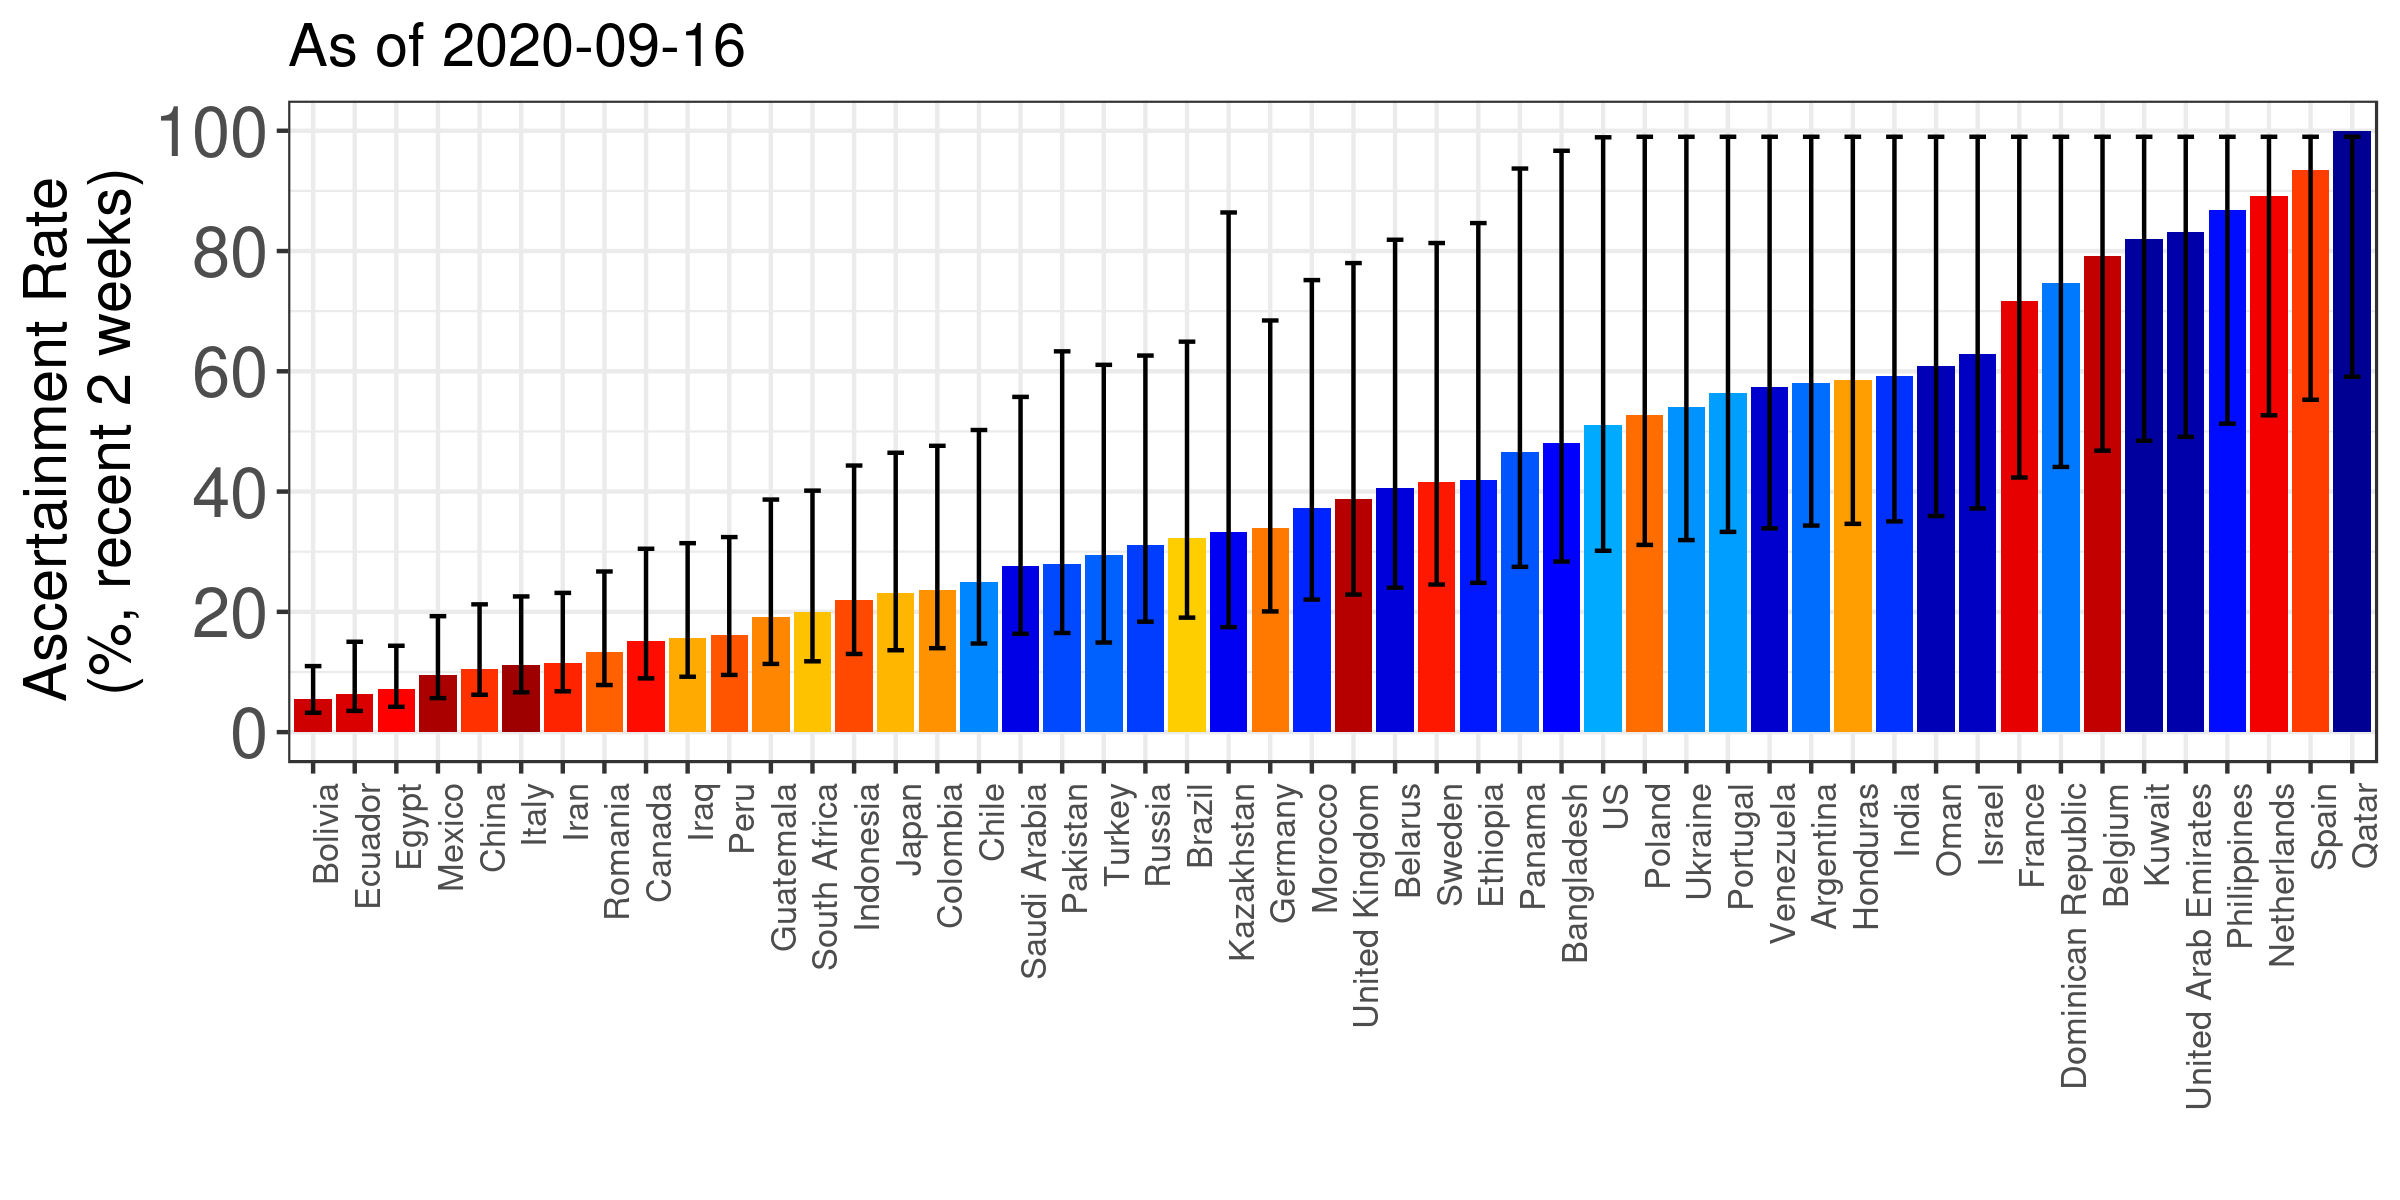 As of 2020-09-16
Ascertainment Rate
(%, recent 2 weeks)
100
80
60
40
20
0
Bolivia
Ecuador
Egypt
Mexico
China
Italy
Iran
Romania
Canada
Iraq
Peru
Guatemala
South Africa
Indonesia
Japan
Colombia
Chile
Saudi Arabia
Pakistan
Turkey
Russia
Brazil
Kazakhstan
Germany
Morocco
United Kingdom
Belarus
Sweden
Ethiopia
Panama
Bangladesh
US
Poland
Ukraine
Portugal
Venezuela
Argentina
Honduras
India
Oman
Israel
France
Dominican Republic
Belgium
Kuwait
United Arab Emirates
Philippines
Netherlands
Spain
Qatar